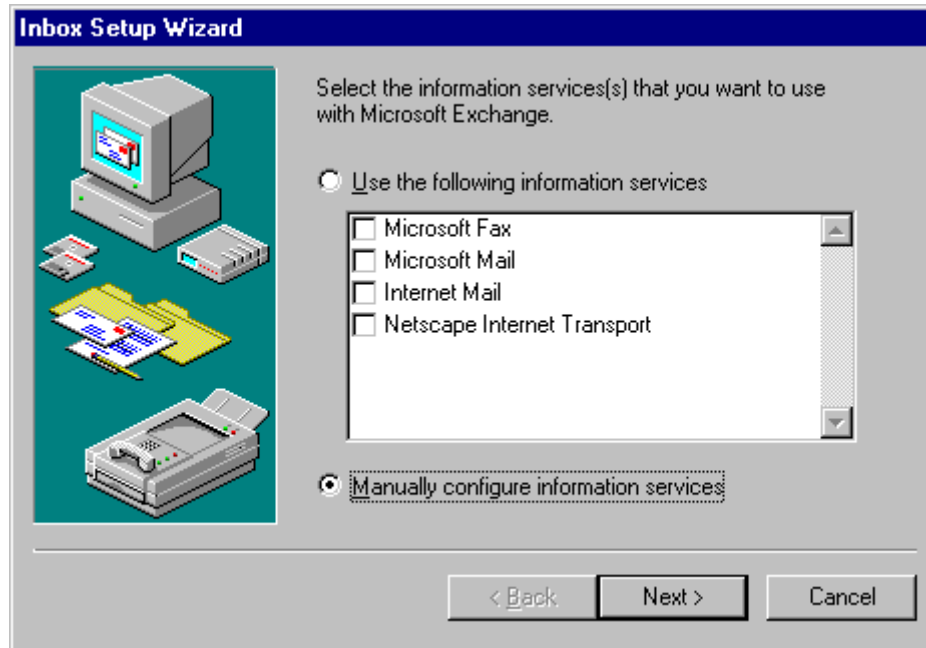 Inbox Setup Wizard
Select the information services(s) that you want to use
with Microsoft Exchange.
Use the following information services
Microsoft Fax
Microsoft Mail
Internet Mail
Netscape Internet Transport
Manually configure information services
< Back
Next >
Cancel